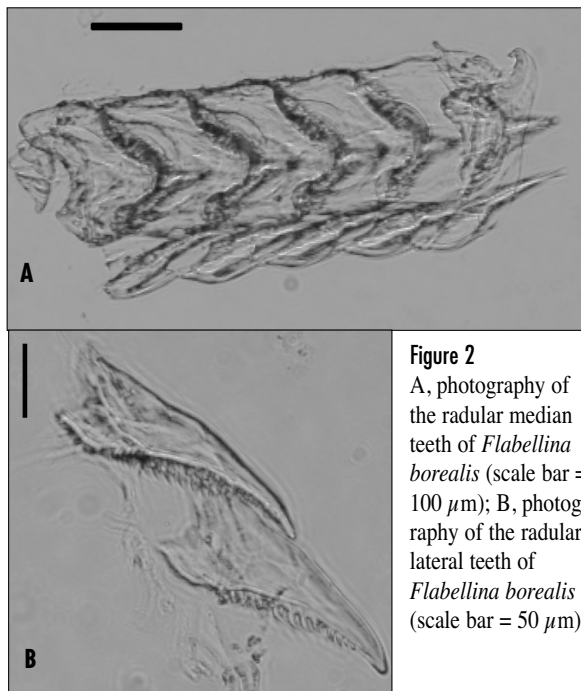 A
B
Figure 2
A, photography of
the radular median
teeth of Flabellina
borealis (scale bar =
100 µm); B, photog-
raphy of the radular
lateral teeth of
Flabellina borealis
(scale bar = 50 µm)